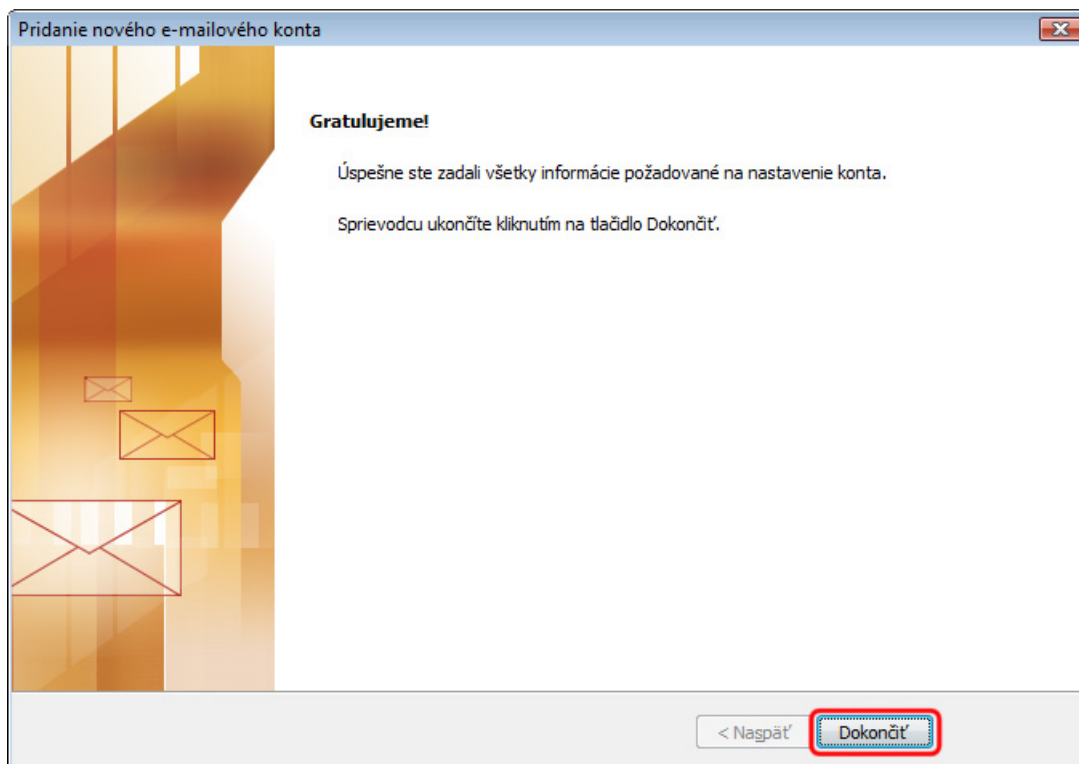 Pridanie nového e-mailového konta
Gratulujeme!
Úspešne ste zadali všetky informácie požadované na nastavenie konta.
Sprievodcu ukončíte kliknutím na tlačidlo Dokončiť.
< Naspäť Dokončiť